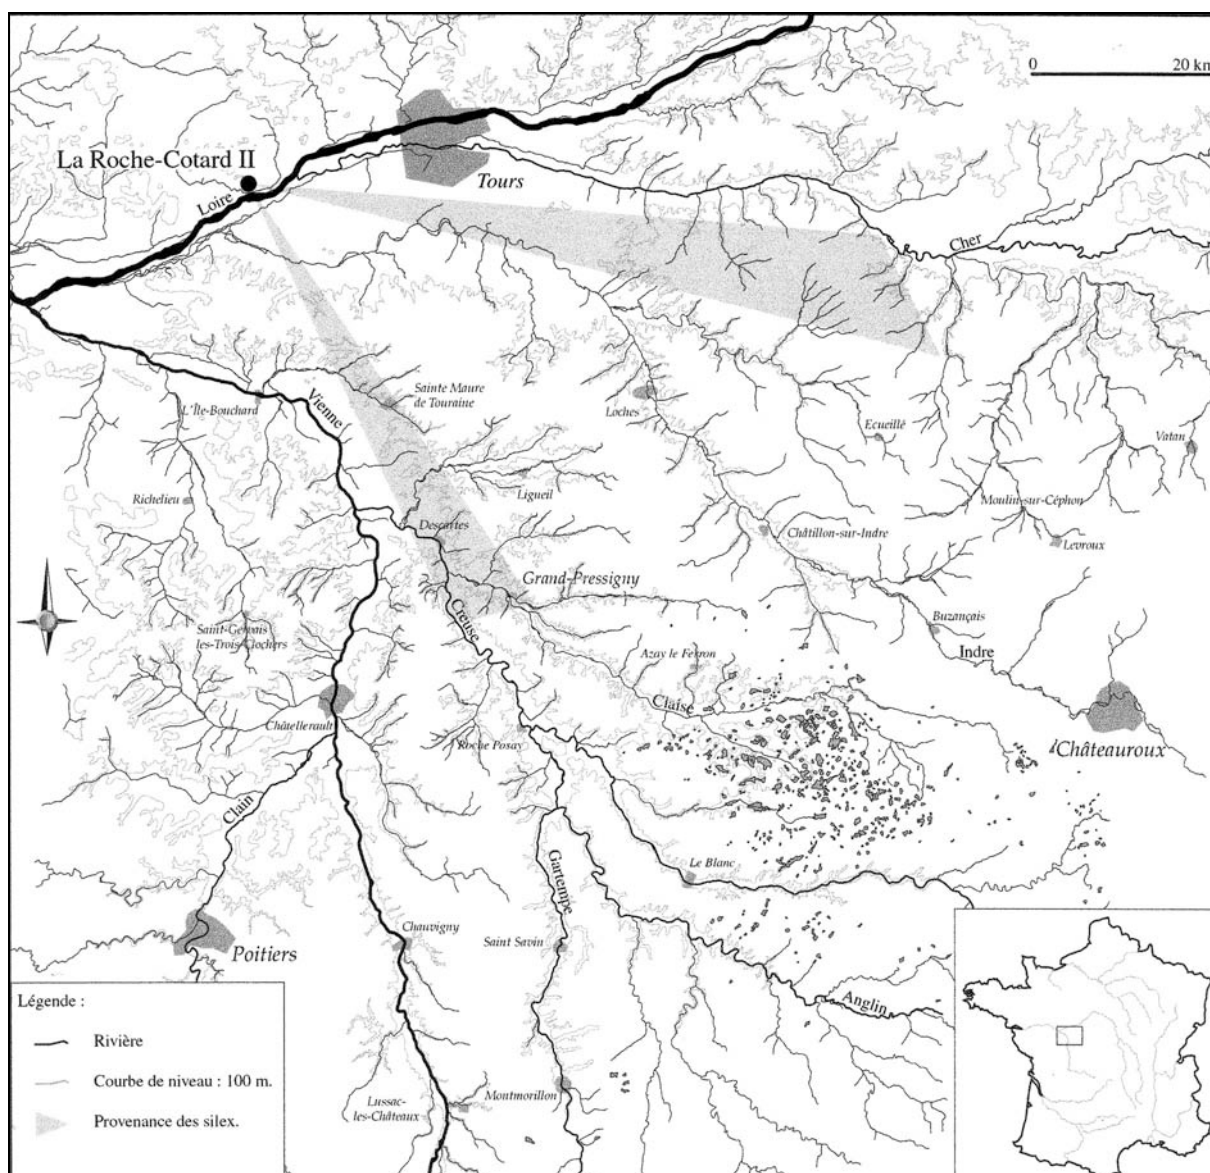 0 20 km
La Roche-Cotard II
Loire
Tours
Cher
Vienne
Sainte Maure
de Touraine
L'Île-Bouchard
Loches
Ecueillé
Vatan
Richelieu
Ligueil
Moulin-sur-Céphon
Descartes
Châtillon-sur-Indre
Levroux
Grand-Pressigny
Creuse
Saint-Gervais
les-Trois-Clochers
Buzançais
Indre
Azay le Ferron
Claise
Châtellerault
Roche Posay
Châteauroux
Clain
Gartempe
Le Blanc
Chauvigny
Saint Savin
Poitiers
Anglin
Légende :
Rivière
Courbe de niveau : 100 m.
Provenance des silex.
Lussac-
les-Châteaux
Montmorillon